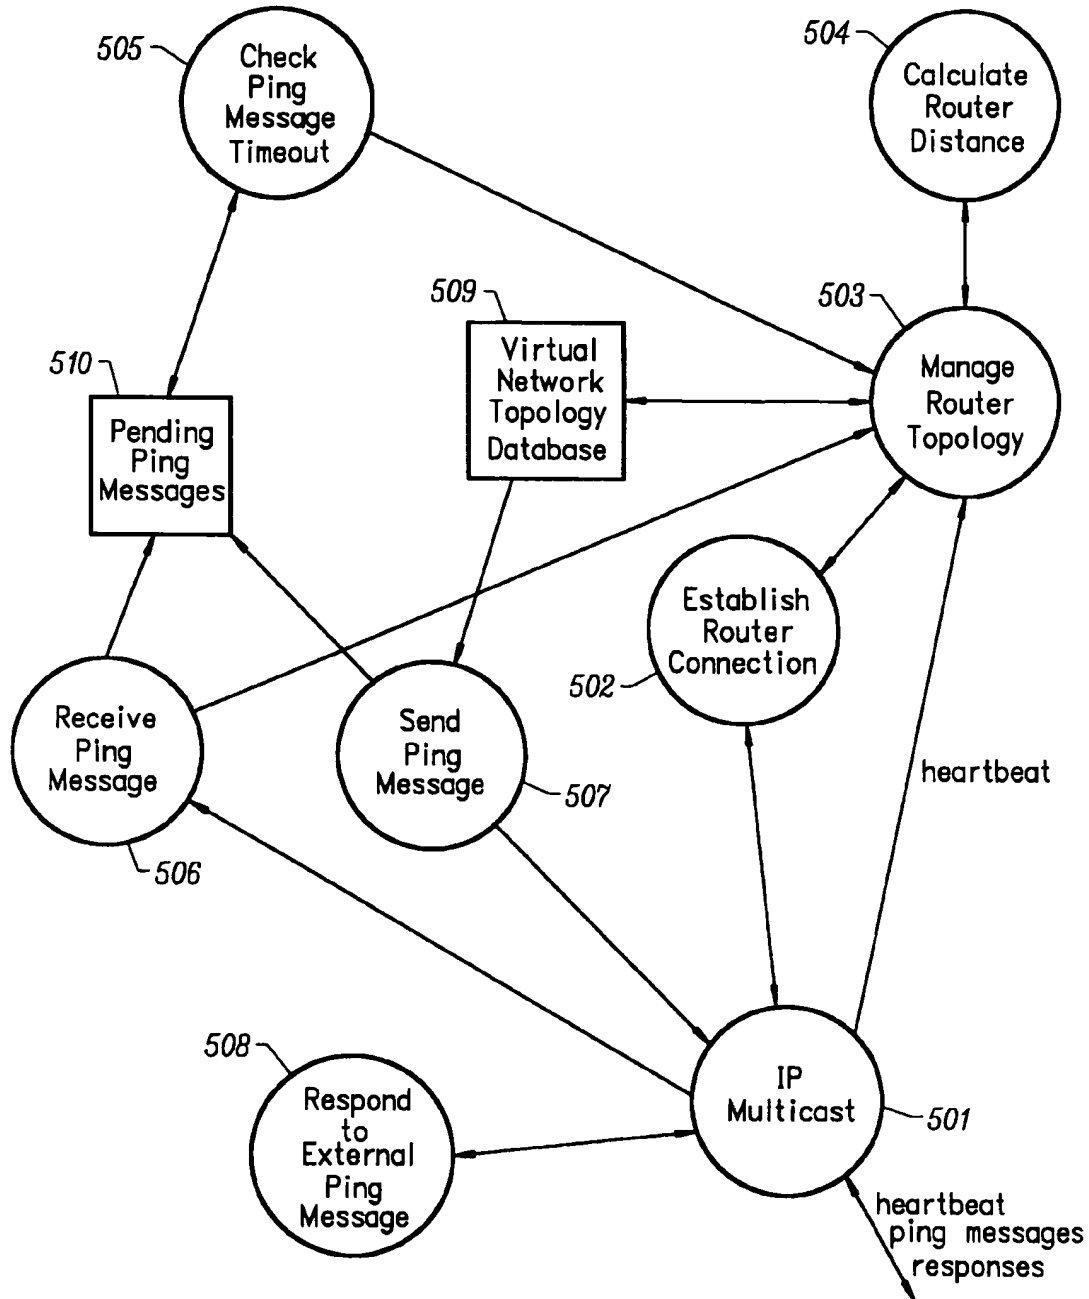 505
Check
Ping
Message
Timeout
504
Calculate
Router
Distance
509
Virtual
Network
Topology
Database
503
Manage
Router
Topology
510
Pending
Ping
Messages
Establish
Router
Connection
502
Receive
Ping
Message
506
Send
Ping
Message
507
heartbeat
508
Respond
to
External
Ping
Message
IP
Multicast
501
heartbeat
ping messages
responses